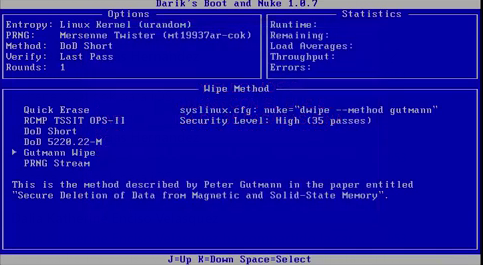 Darik's Boot and Nuke 1.0.7
Options
Entropy: Linux Kernel (urandom)
PRNG: Mersenne Twister (mt19937ar-cok)
Method: DoD Short
Verify: Last Pass
Rounds: 1
Statistics
Runtime:
Remaining:
Load Averages:
Throughput:
Errors:
Wipe Method
Quick Erase syslinux.cfg: nuke="dwipe --method gutmann"
RCMP TSSIT OPS-II Security Level: High (35 passes)
DoD Short
DoD 5220.22-M
Gutmann Wipe
PRNG Stream
This is the method described by Peter Gutmann in the paper entitled
"Secure Deletion of Data from Magnetic and Solid-State Memory".
J=Up K=Down Space=Select